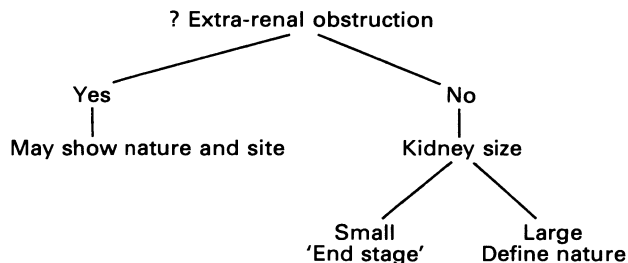 ? Extra-renal obstruction
Yes
No
May show nature and site
Kidney size
Small
'End stage'
Large
Define nature